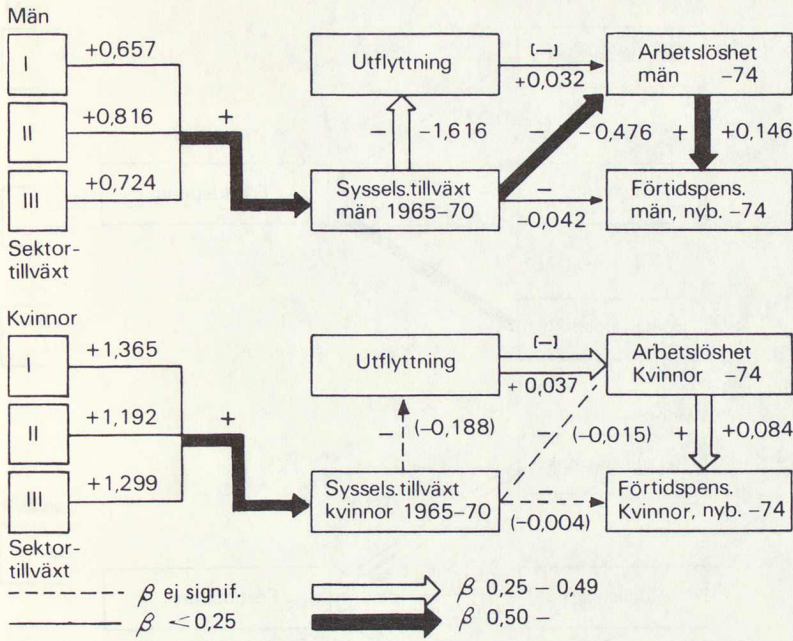 Män
I
+0,657
II
+0,816
III
+0,724
Sektor-
tillväxt
+
Utflyttning
(—)
+0,032
Arbetslöshet
män -74
−
-1,616
−
-0,476
+
+0,146
Syssels.tillväxt
män 1965-70
−
-0,042
Förtidspens.
män, nyb. -74
Kvinnor
I
+1,365
II
+1,192
III
+1,299
Sektor-
tillväxt
+
Utflyttning
(—)
+ 0,037
Arbetslöshet
Kvinnor -74
−
(-0,188)
−
(-0,015)
+
+0,084
Syssels.tillväxt
kvinnor 1965-70
−
(-0,004)
Förtidspens.
Kvinnor, nyb. -74
β ej signif.
β 0,25 - 0,49
β < 0,25
β 0,50 -